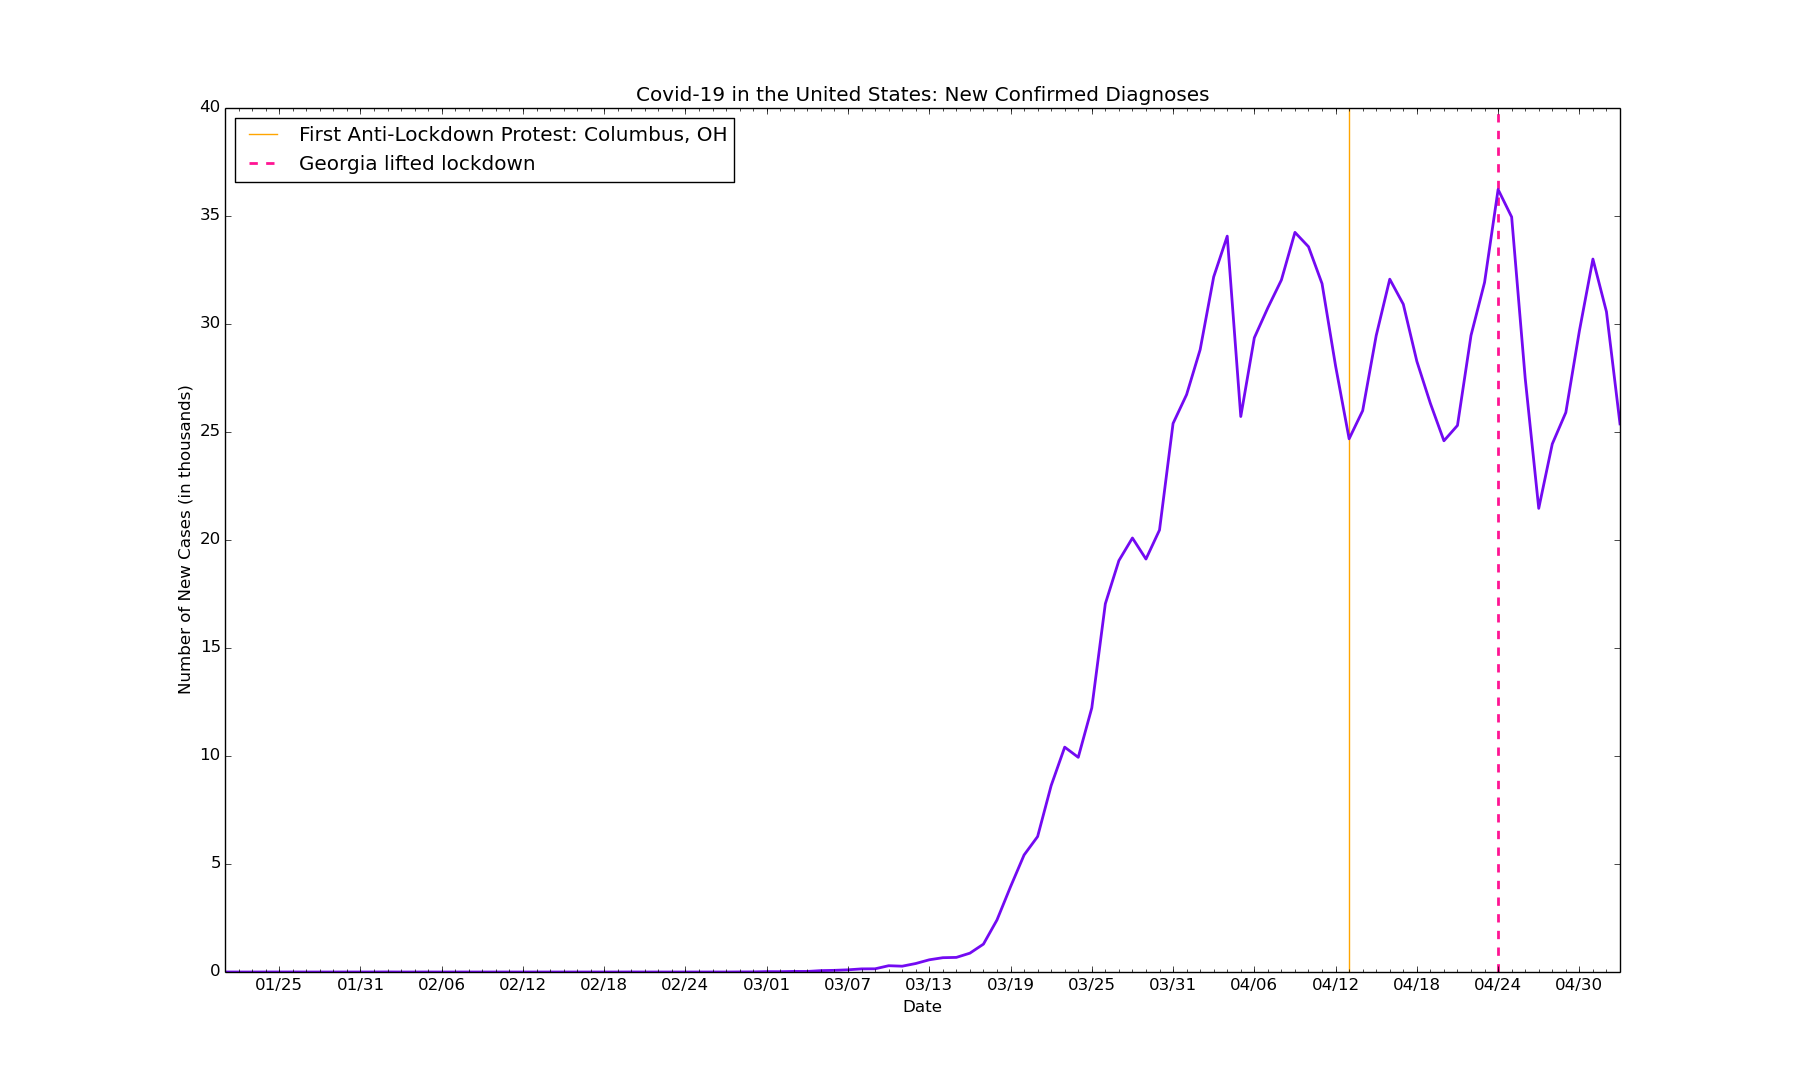 Covid-19 in the United States: New Confirmed Diagnoses
First Anti-Lockdown Protest: Columbus, OH
Georgia lifted lockdown
Number of New Cases (in thousands)
40
35
30
25
20
15
10
5
0
01/25 01/31 02/06 02/12 02/18 02/24 03/01 03/07 03/13 03/19 03/25 03/31 04/06 04/12 04/18 04/24 04/30
Date